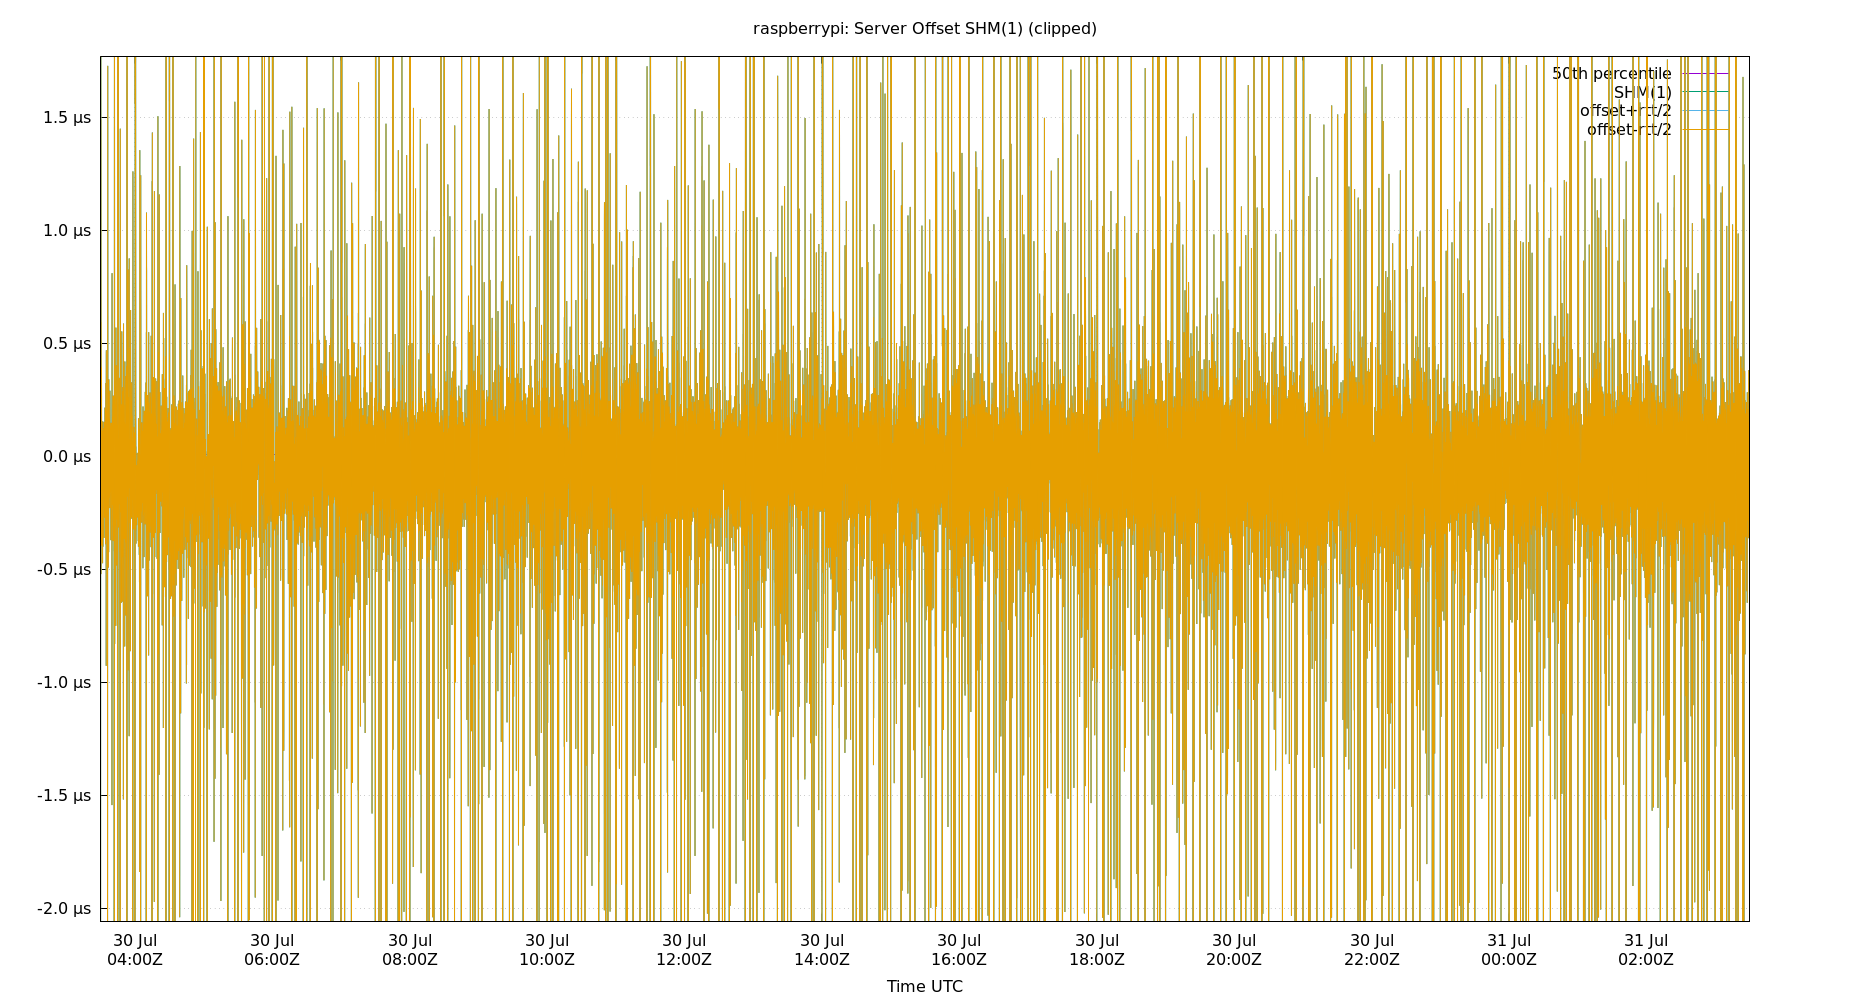 raspberrypi: Server Offset SHM(1) (clipped)
50th percentile
SHM(1)
offset+rtt/2
offset-rtt/2
1.5 µs
1.0 µs
0.5 µs
0.0 µs
-0.5 µs
-1.0 µs
-1.5 µs
-2.0 µs
30 Jul 30 Jul 30 Jul 30 Jul 30 Jul 30 Jul 30 Jul 30 Jul 30 Jul 30 Jul 31 Jul 31 Jul
04:00Z 06:00Z 08:00Z 10:00Z 12:00Z 14:00Z 16:00Z 18:00Z 20:00Z 22:00Z 00:00Z 02:00Z
Time UTC